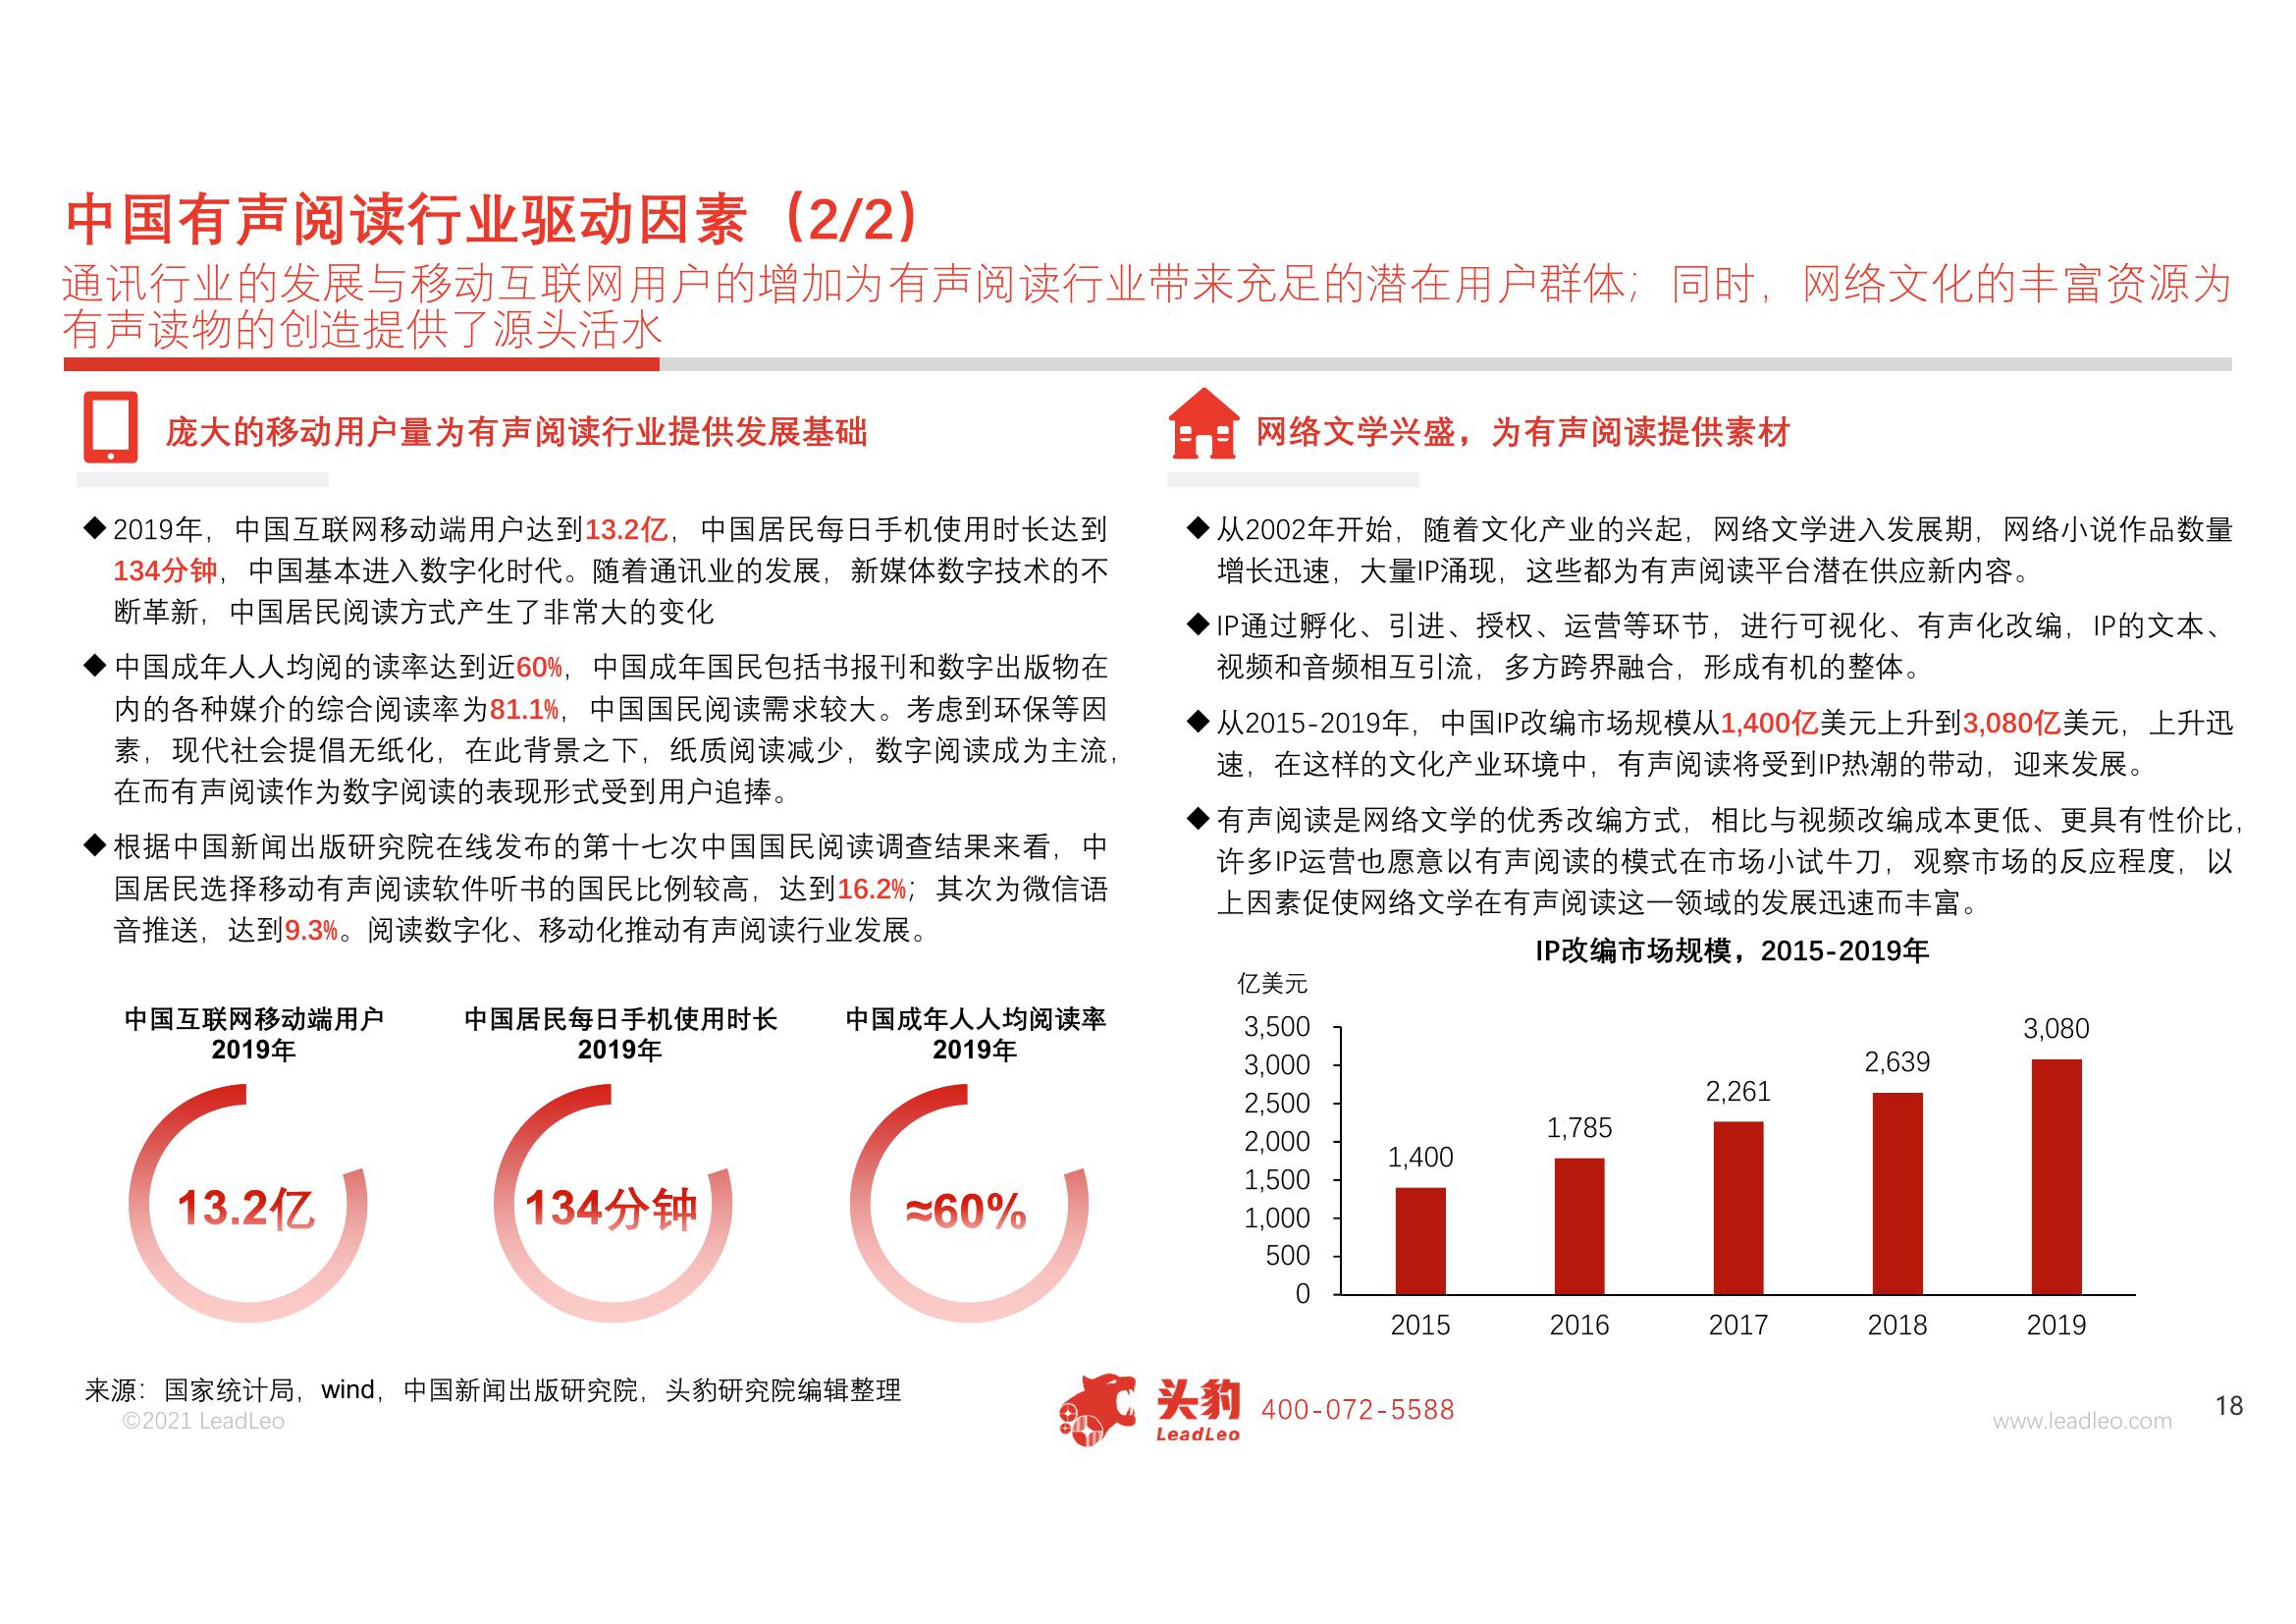 中国有声阅读行业驱动因素（2/2）
通讯行业的发展与移动互联网用户的增加为有声阅读行业带来充足的潜在用户群体；同时，网络文化的丰富资源为
有声读物的创造提供了源头活水
庞大的移动用户量为有声阅读行业提供发展基础
◆2019年，中国互联网移动端用户达到13.2亿，中国居民每日手机使用时长达到
134分钟，中国基本进入数字化时代。随着通讯业的发展，新媒体数字技术的不
断革新，中国居民阅读方式产生了非常大的变化
◆中国成年人人均阅的读率达到近60%，中国成年国民包括书报刊和数字出版物在
内的各种媒介的综合阅读率为81.1%，中国国民阅读需求较大。考虑到环保等因
素，现代社会提倡无纸化，在此背景之下，纸质阅读减少，数字阅读成为主流，
在而有声阅读作为数字阅读的表现形式受到用户追捧。
◆根据中国新闻出版研究院在线发布的第十七次中国国民阅读调查结果来看，中
国居民选择移动有声阅读软件听书的国民比例较高，达到16.2%；其次为微信语
音推送，达到9.3%。阅读数字化、移动化推动有声阅读行业发展。
中国互联网移动端用户
2019年
13.2亿
中国居民每日手机使用时长
2019年
134分钟
中国成年人人均阅读率
2019年
≈60%
网络文学兴盛，为有声阅读提供素材
◆从2002年开始，随着文化产业的兴起，网络文学进入发展期，网络小说作品数量
增长迅速，大量IP涌现，这些都为有声阅读平台潜在供应新内容。
◆IP通过孵化、引进、授权、运营等环节，进行可视化、有声化改编，IP的文本、
视频和音频相互引流，多方跨界融合，形成有机的整体。
◆从2015-2019年，中国IP改编市场规模从1,400亿美元上升到3,080亿美元，上升迅
速，在这样的文化产业环境中，有声阅读将受到IP热潮的带动，迎来发展。
◆有声阅读是网络文学的优秀改编方式，相比与视频改编成本更低、更具有性价比，
许多IP运营也愿意以有声阅读的模式在市场小试牛刀，观察市场的反应程度，以
上因素促使网络文学在有声阅读这一领域的发展迅速而丰富。
IP改编市场规模，2015-2019年
亿美元
3,500
3,000
2,500
2,000
1,500
1,000
500
0
1,400
1,785
2,261
2,639
3,080
2015 2016 2017 2018 2019
来源：国家统计局，wind，中国新闻出版研究院，头豹研究院编辑整理
©2021 LeadLeo
头豹
LeadLeo
400-072-5588
www.leadleo.com
18